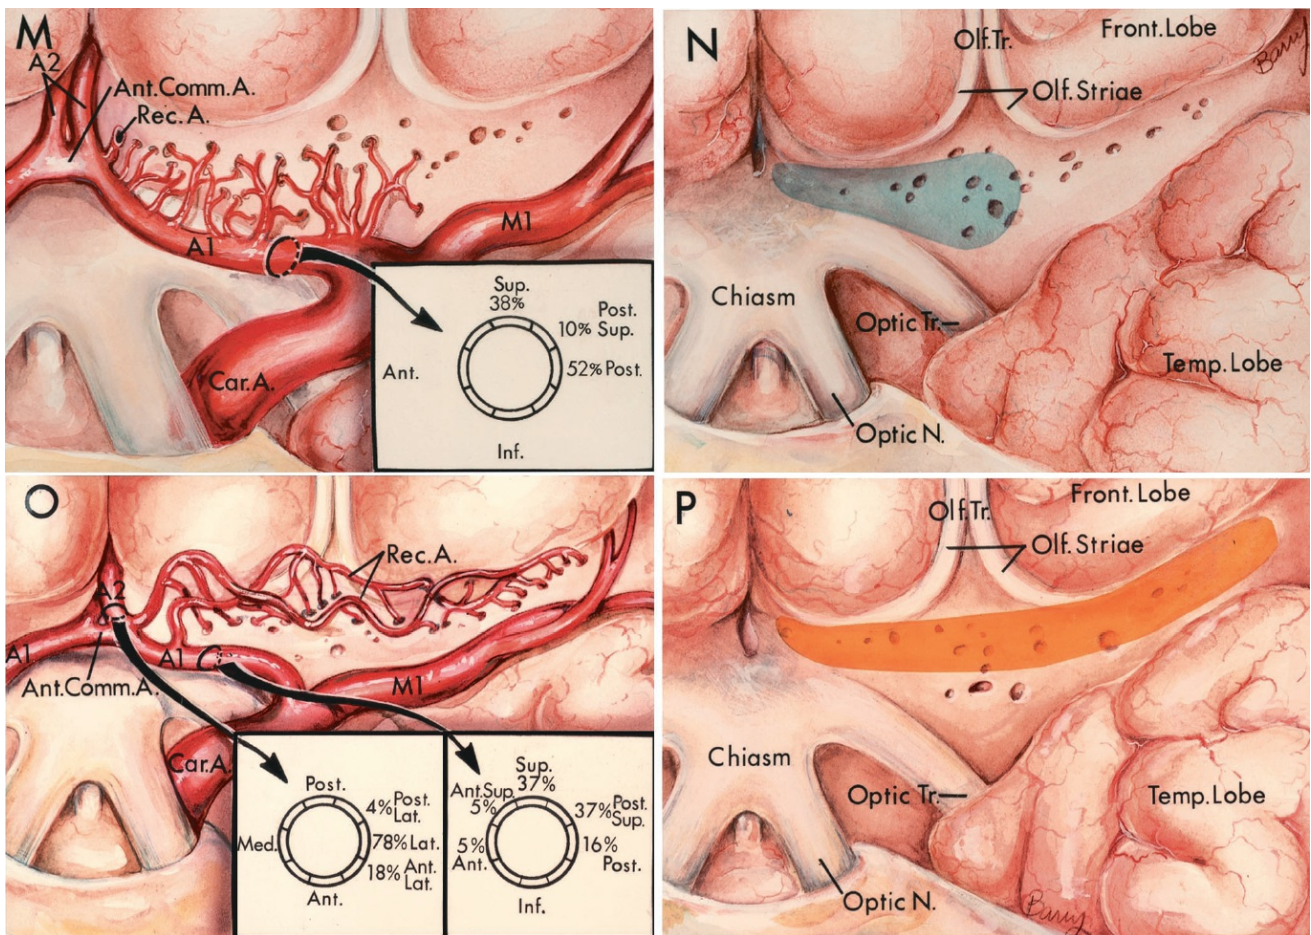 M
A2
Ant.Comm.A.
Rec.A.
A1
M1
Car.A.
Sup.
38%
Post.
10% Sup.
52% Post.
Ant.
Inf.
N
Olf.Tr.
Front.Lobe
Barry
Olf.Striae
Chiasm
Optic Tr.
Temp.Lobe
Optic N.
O
Rec.A.
A2
A1
A1
Ant.Comm.A.
M1
Car.A.
Post.
4% Post.
Lat.
Med.
78% Lat.
18% Ant.
Lat.
Ant.
Sup.
Ant.Sup. 37%
5%
37% Post.
Sup.
5%
Ant.
16%
Post.
Inf.
P
Front.Lobe
Olf.Tr.
Olf.Striae
Chiasm
Optic Tr.
Temp.Lobe
Optic N.
Barry